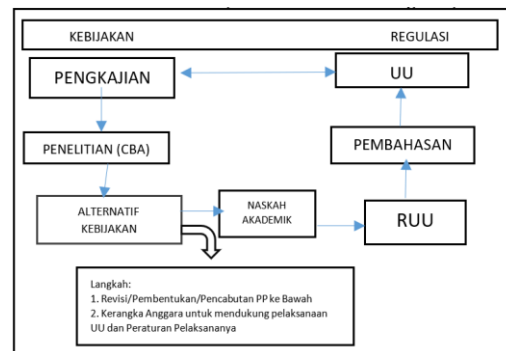 KEBIJAKAN REGULASI
PENGKAJIAN
UU
PENELITIAN (CBA)
PEMBAHASAN
ALTERNATIF
KEBIJAKAN
NASKAH
AKADEMIK
RUU
Langkah:
1. Revisi/Pembentukan/Pencabutan PP ke Bawah
2. Kerangka Anggara untuk mendukung pelaksanaan
UU dan Peraturan Pelaksananya